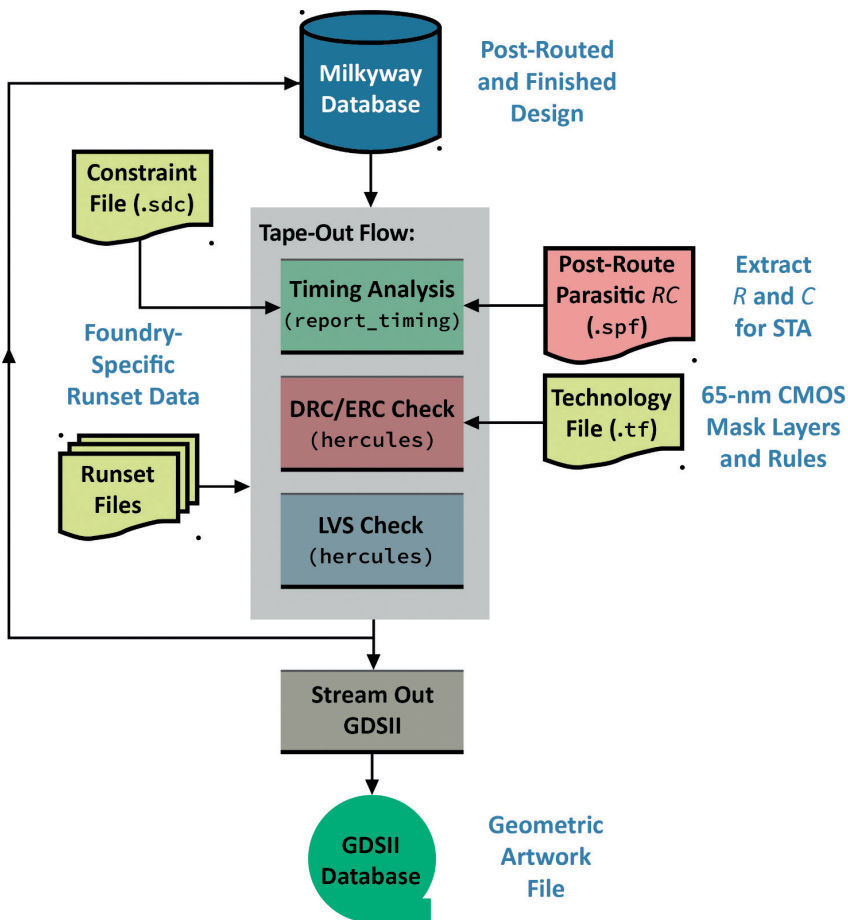 Milkyway
Database
Post-Routed
and Finished
Design
Constraint
File (.sdc)
Tape-Out Flow:
Timing Analysis
(report_timing)
Post-Route
Parasitic RC
(.spf)
Extract
R and C
for STA
Foundry-
Specific
Runset Data
DRC/ERC Check
(hercules)
Technology
File (.tf)
65-nm CMOS
Mask Layers
and Rules
Runset
Files
LVS Check
(hercules)
Stream Out
GDSII
GDSII
Database
Geometric
Artwork
File